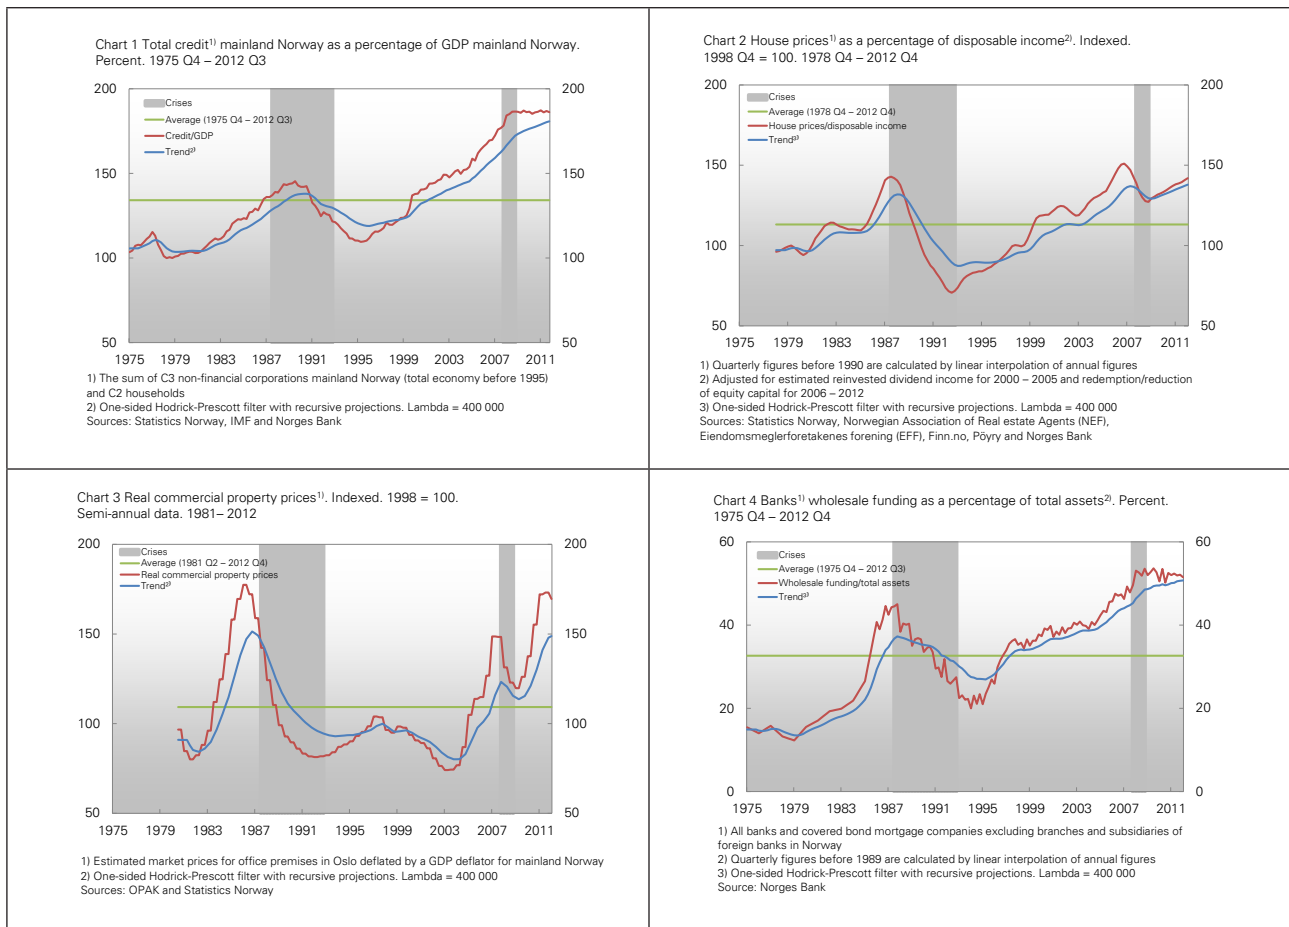 Chart 1 Total credit¹⁾ mainland Norway as a percentage of GDP mainland Norway.
Percent. 1975 Q4 – 2012 Q3
200
200
Crises
Average (1975 Q4 – 2012 Q3)
Credit/GDP
Trend²⁾
150
150
100
100
50
50
1975 1979 1983 1987 1991 1995 1999 2003 2007 2011
1) The sum of C3 non-financial corporations mainland Norway (total economy before 1995)
and C2 households
2) One-sided Hodrick-Prescott filter with recursive projections. Lambda = 400 000
Sources: Statistics Norway, IMF and Norges Bank
Chart 2 House prices¹⁾ as a percentage of disposable income²⁾. Indexed.
1998 Q4 = 100. 1978 Q4 – 2012 Q4
200
200
Crises
Average (1978 Q4 – 2012 Q4)
House prices/disposable income
Trend³⁾
150
150
100
100
50
50
1975 1979 1983 1987 1991 1995 1999 2003 2007 2011
1) Quarterly figures before 1990 are calculated by linear interpolation of annual figures
2) Adjusted for estimated reinvested dividend income for 2000 – 2005 and redemption/reduction
of equity capital for 2006 – 2012
3) One-sided Hodrick-Prescott filter with recursive projections. Lambda = 400 000
Sources: Statistics Norway, Norwegian Association of Real estate Agents (NEF),
Eiendomsmeglerforetakenes forening (EFF), Finn.no, Pöyry and Norges Bank
Chart 3 Real commercial property prices¹⁾. Indexed. 1998 = 100.
Semi-annual data. 1981– 2012
200
200
Crises
Average (1981 Q2 – 2012 Q4)
Real commercial property prices
Trend²⁾
150
150
100
100
50
50
1975 1979 1983 1987 1991 1995 1999 2003 2007 2011
1) Estimated market prices for office premises in Oslo deflated by a GDP deflator for mainland Norway
2) One-sided Hodrick-Prescott filter with recursive projections. Lambda = 400 000
Sources: OPAK and Statistics Norway
Chart 4 Banks¹⁾ wholesale funding as a percentage of total assets²⁾. Percent.
1975 Q4 – 2012 Q4
60
60
Crises
Average (1975 Q4 – 2012 Q3)
Wholesale funding/total assets
Trend³⁾
40
40
20
20
0
0
1975 1979 1983 1987 1991 1995 1999 2003 2007 2011
1) All banks and covered bond mortgage companies excluding branches and subsidiaries of
foreign banks in Norway
2) Quarterly figures before 1989 are calculated by linear interpolation of annual figures
3) One-sided Hodrick-Prescott filter with recursive projections. Lambda = 400 000
Source: Norges Bank